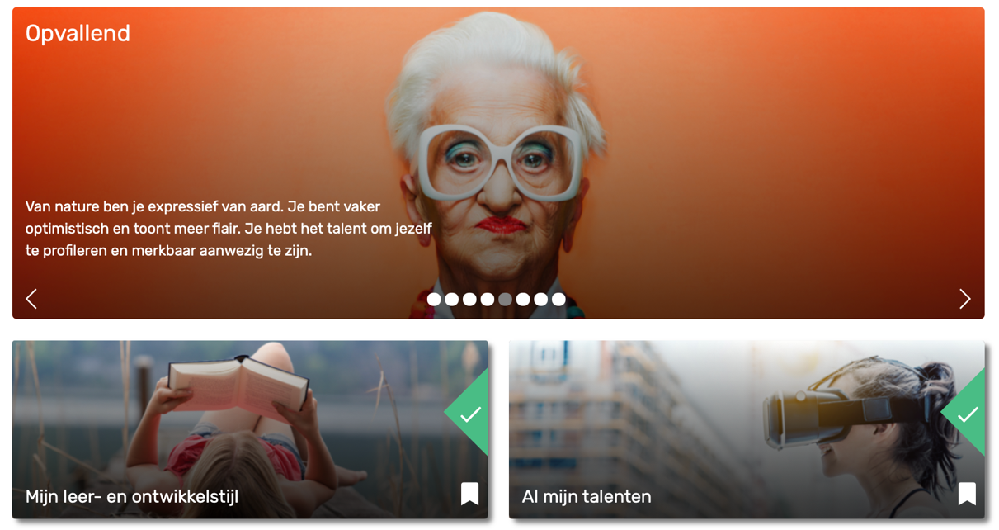 Opvallend
Van nature ben je expressief van aard. Je bent vaker
optimistisch en toont meer flair. Je hebt het talent om jezelf
te profileren en merkbaar aanwezig te zijn.
Mijn leer- en ontwikkelstijl
Al mijn talenten